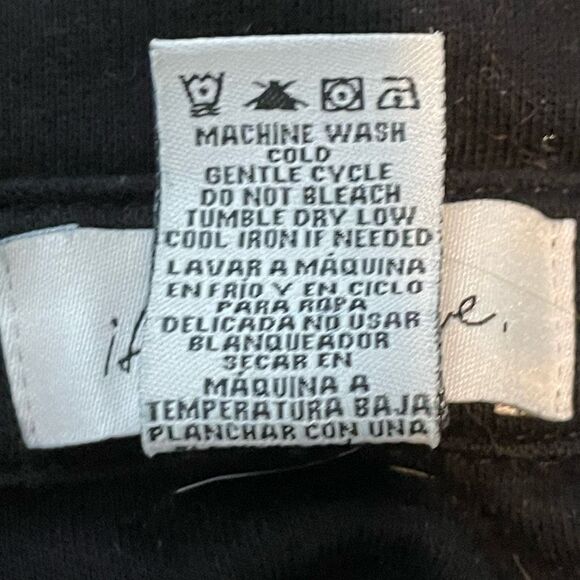 MACHINE WASH
COLD
GENTLE CYCLE
DO NOT BLEACH
TUMBLE DRY LOW
COOL IRON IF NEEDED
LAVAR A MÁQUINA
EN FRÍO Y EN CICLO
PARA ROPA
DELICADA NO USAR
BLANQUEADOR
SECAR EN
MÁQUINA A
TEMPERATURA BAJA
PLANCHAR CON UNA